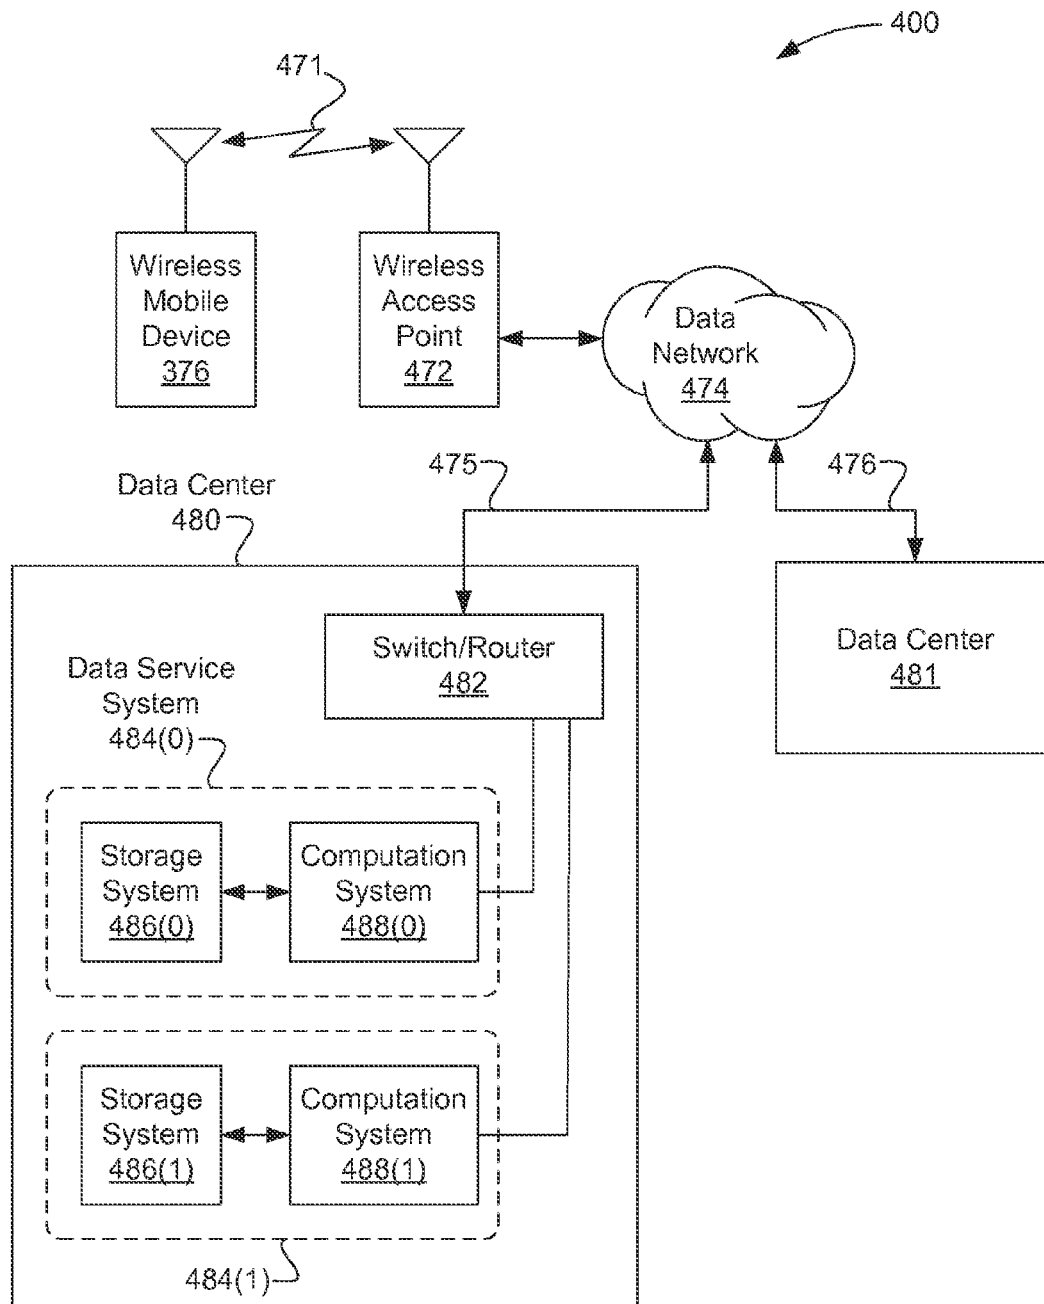 400
471
Wireless
Mobile
Device
376
Wireless
Access
Point
472
Data
Network
474
475
476
Data Center
480
Switch/Router
482
Data Center
481
Data Service
System
484(0)
Storage
System
486(0)
Computation
System
488(0)
Storage
System
486(1)
Computation
System
488(1)
484(1)